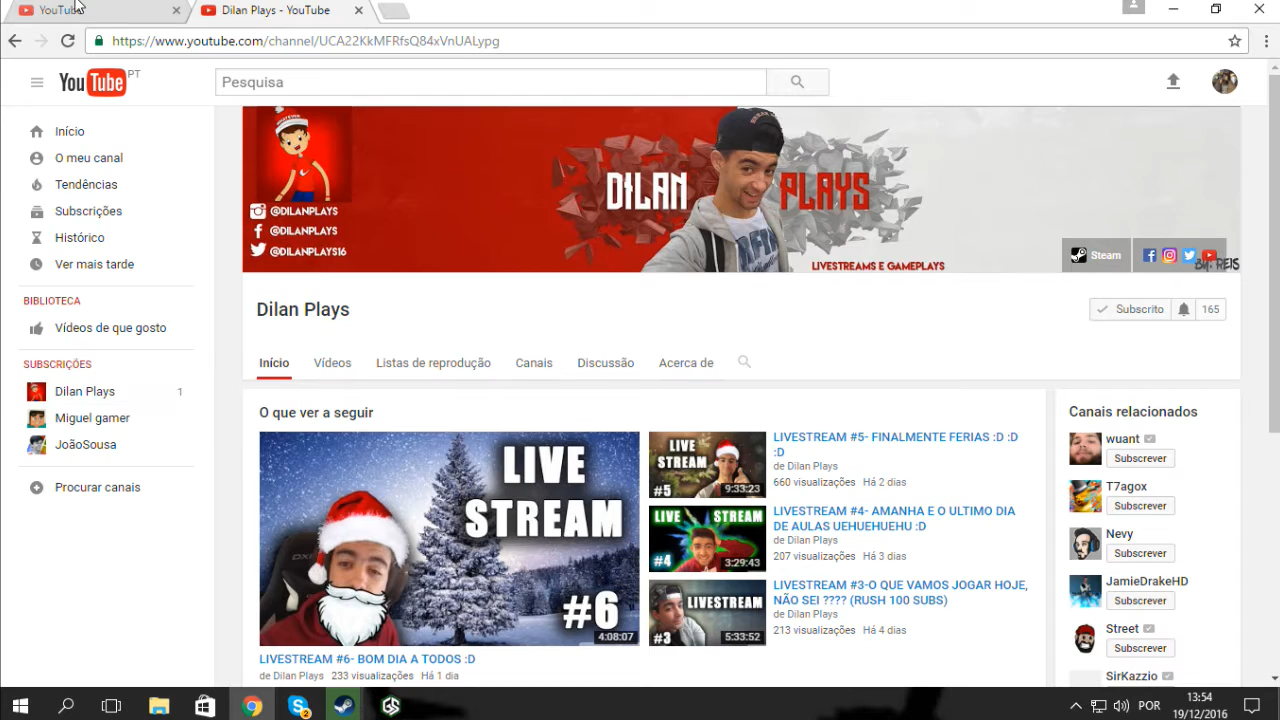 YouTube
Dilan Plays - YouTube
https://www.youtube.com/channel/UCA22KkMFRfsQ84xVnUALypg
YouTube PT
Pesquisa
Início
O meu canal
Tendências
Subscrições
Histórico
Ver mais tarde
BIBLIOTECA
Vídeos de que gosto
SUBSCRIÇÕES
Dilan Plays 1
Miguel gamer
JoãoSousa
Procurar canais
@DILANPLAYS
@DILANPLAYS
@DILANPLAYS16
DILAN PLAYS
LIVESTREAMS E GAMEPLAYS
Steam
BY: REIS
Dilan Plays
Subscrito 165
Início Vídeos Listas de reprodução Canais Discussão Acerca de
O que ver a seguir
LIVE
STREAM
#6
4:08:07
LIVESTREAM #6- BOM DIA A TODOS :D
de Dilan Plays 233 visualizações Há 1 dia
LIVE
STREAM
#5
9:33:23
LIVESTREAM #5- FINALMENTE FERIAS :D :D
:D
de Dilan Plays
660 visualizações Há 2 dias
LIVE STREAM
#4
3:29:43
LIVESTREAM #4- AMANHA E O ULTIMO DIA
DE AULAS UEHUEHUEHU :D
de Dilan Plays
207 visualizações Há 3 dias
LIVESTREAM
#3
5:33:52
LIVESTREAM #3-O QUE VAMOS JOGAR HOJE,
NÃO SEI ???? (RUSH 100 SUBS)
de Dilan Plays
213 visualizações Há 4 dias
Canais relacionados
wuant
Subscrever
T7agox
Subscrever
Nevy
Subscrever
JamieDrakeHD
Subscrever
Street
Subscrever
SirKazzio
2
POR
13:54
19/12/2016